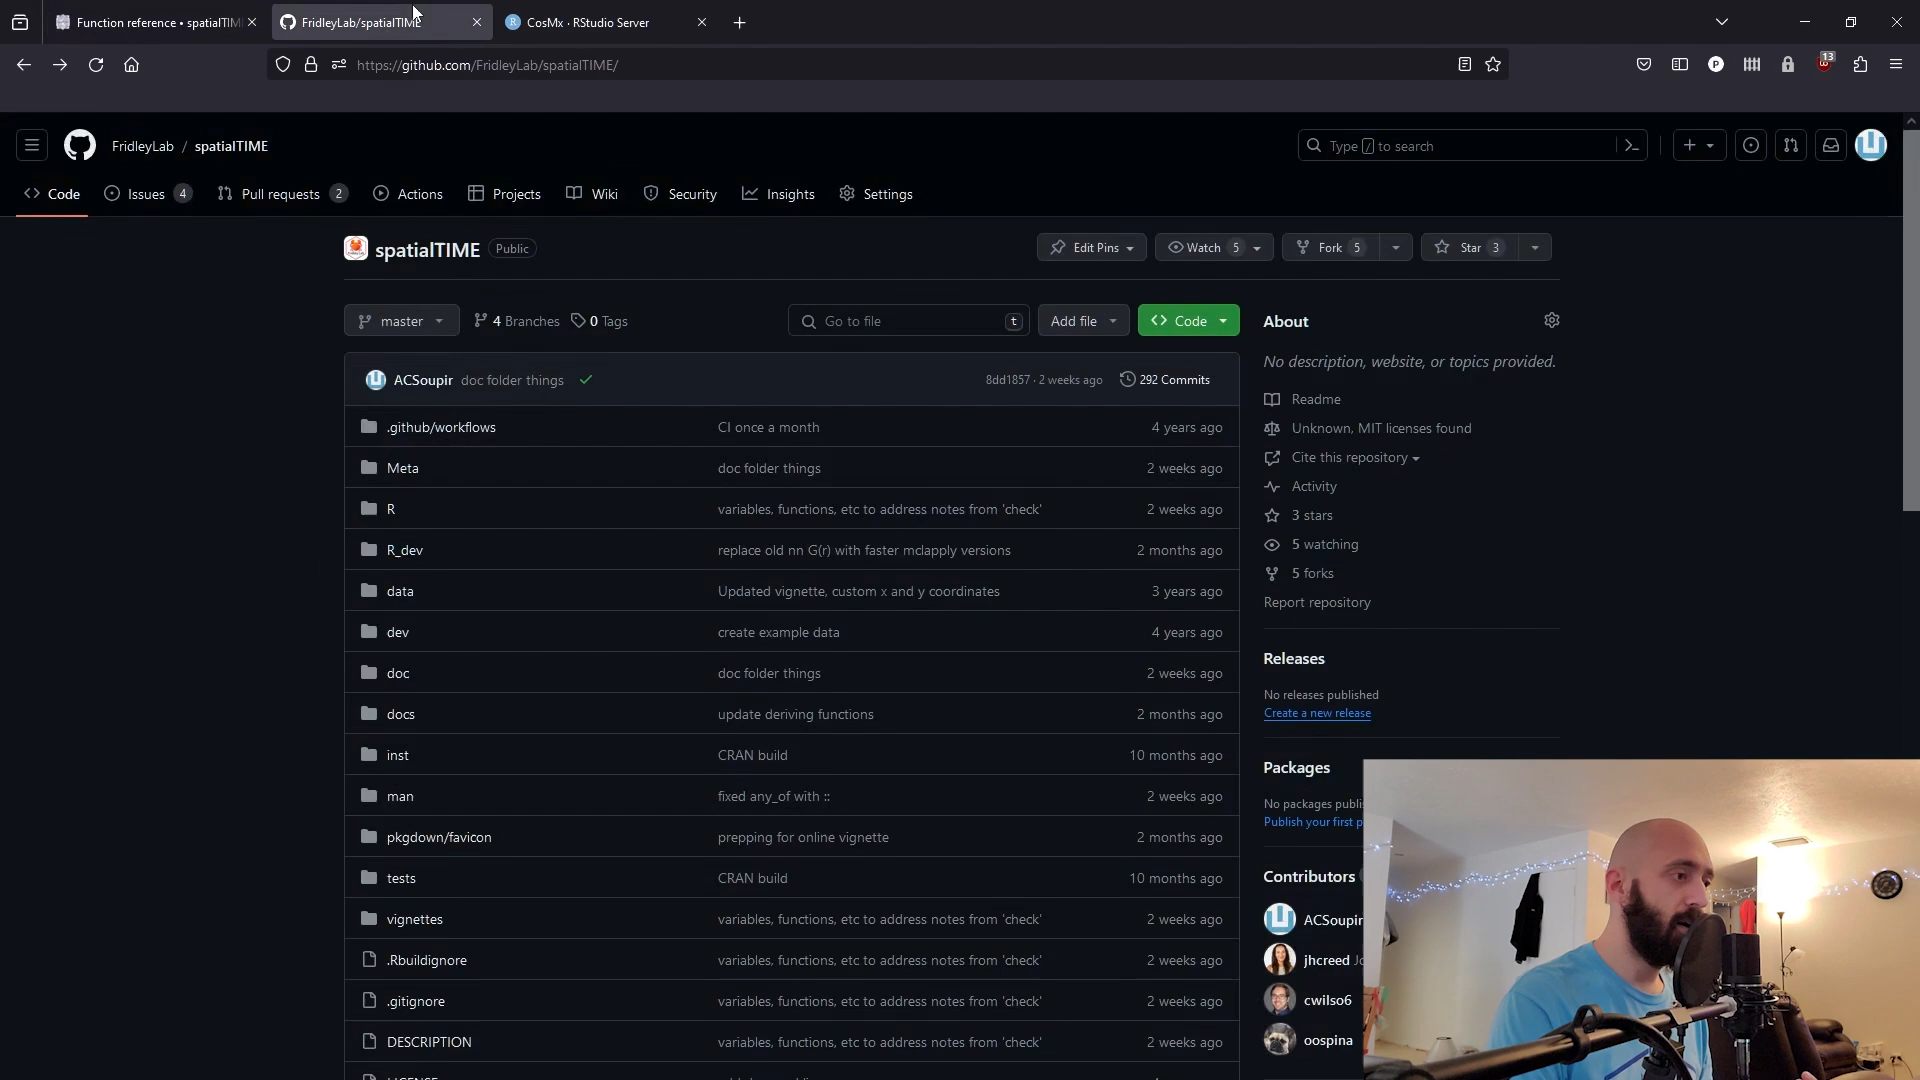 Function reference • spatialTIM
FridleyLab/spatialTIME
CosMx · RStudio Server
https://github.com/FridleyLab/spatialTIME/
13
FridleyLab / spatialTIME
Type / to search
Code
Issues 4
Pull requests 2
Actions
Projects
Wiki
Security
Insights
Settings
spatialTIME Public
Edit Pins
Watch 5
Fork 5
Star 3
master
4 Branches
0 Tags
Go to file t
Add file
Code
ACSoupir doc folder things 8dd1857 · 2 weeks ago 292 Commits
.github/workflows CI once a month 4 years ago
Meta doc folder things 2 weeks ago
R variables, functions, etc to address notes from 'check' 2 weeks ago
R_dev replace old nn G(r) with faster mclapply versions 2 months ago
data Updated vignette, custom x and y coordinates 3 years ago
dev create example data 4 years ago
doc doc folder things 2 weeks ago
docs update deriving functions 2 months ago
inst CRAN build 10 months ago
man fixed any_of with :: 2 weeks ago
pkgdown/favicon prepping for online vignette 2 months ago
tests CRAN build 10 months ago
vignettes variables, functions, etc to address notes from 'check' 2 weeks ago
.Rbuildignore variables, functions, etc to address notes from 'check' 2 weeks ago
.gitignore variables, functions, etc to address notes from 'check' 2 weeks ago
DESCRIPTION variables, functions, etc to address notes from 'check' 2 weeks ago
About
No description, website, or topics provided.
Readme
Unknown, MIT licenses found
Cite this repository
Activity
3 stars
5 watching
5 forks
Report repository
Releases
No releases published
Create a new release
Packages
No packages publi
Publish your first p
Contributors
ACSoupir
jhcreed Jo
cwilso6
oospina